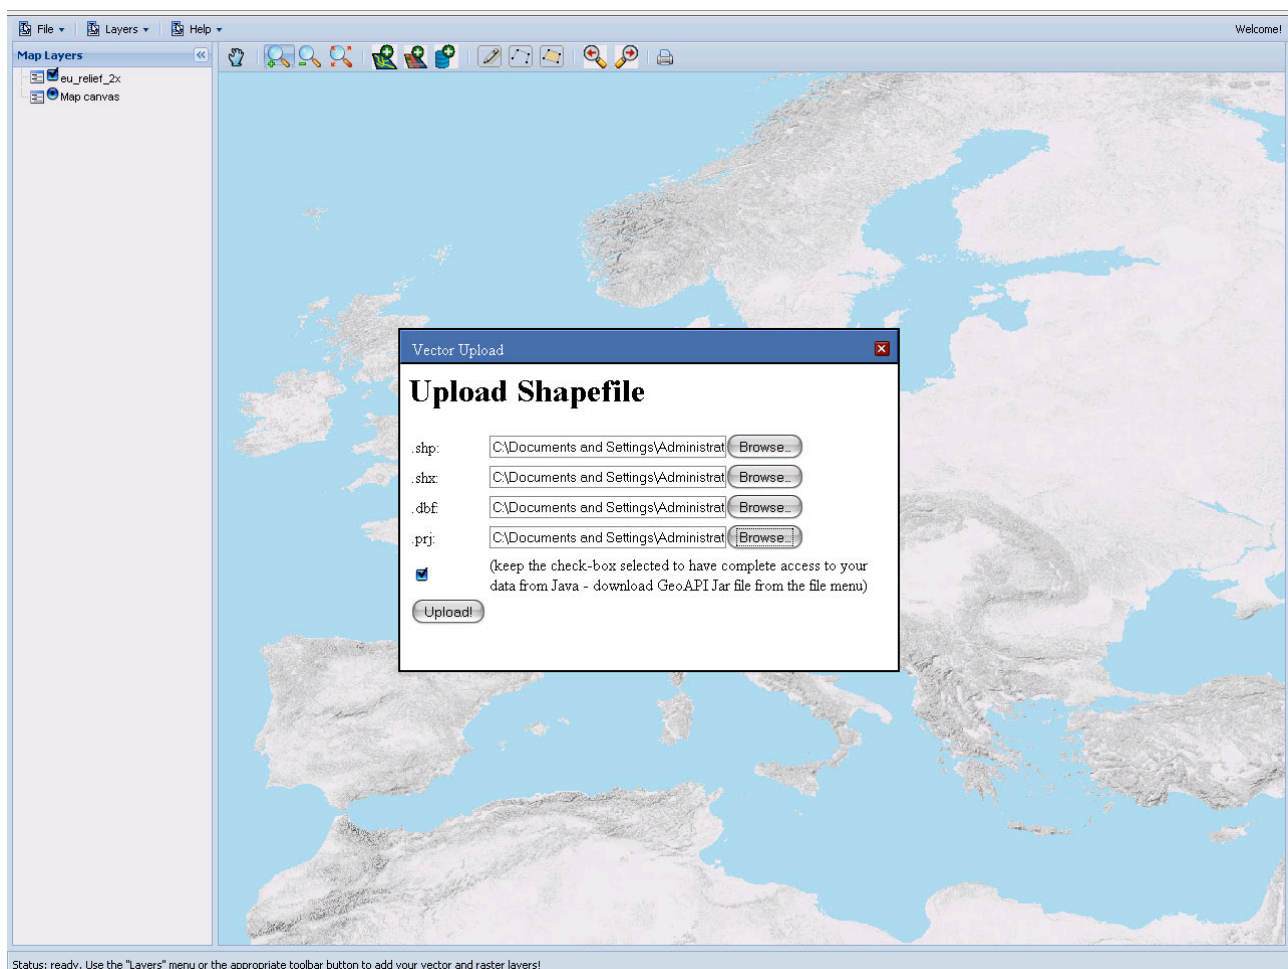 File Layers Help Welcome!
Map Layers
eu_relief_2x
Map canvas
Vector Upload
Upload Shapefile
.shp: C:\Documents and Settings\Administrat Browse...
.shx: C:\Documents and Settings\Administrat Browse...
.dbf: C:\Documents and Settings\Administrat Browse...
.prj: C:\Documents and Settings\Administrat Browse...
(keep the check-box selected to have complete access to your
data from Java - download GeoAPI Jar file from the file menu)
Upload!
Status: ready. Use the "Layers" menu or the appropriate toolbar button to add your vector and raster layers!